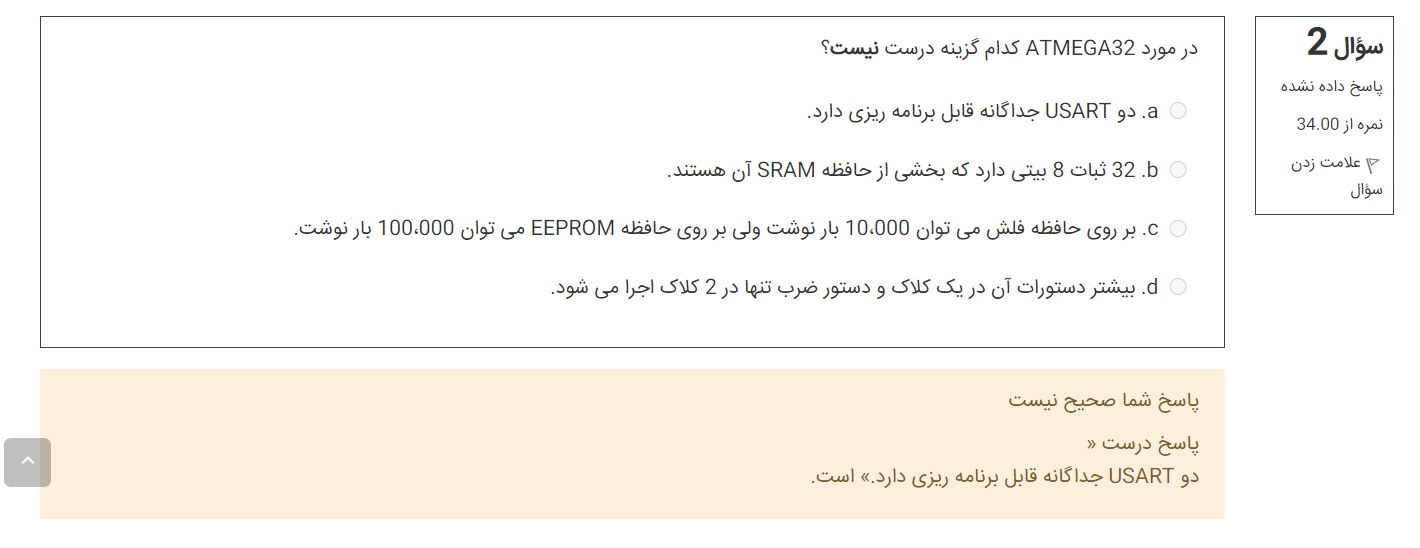 سؤال 2
پاسخ داده نشده
نمره از 34.00
علامت زدن
سؤال
در مورد ATMEGA32 کدام گزینه درست نیست؟
a. دو USART جداگانه قابل برنامه ریزی دارد.
b. 32 ثبات 8 بیتی دارد که بخشی از حافظه SRAM آن هستند.
c. بر روی حافظه فلش می توان 10،000 بار نوشت ولی بر روی حافظه EEPROM می توان 100،000 بار نوشت.
d. بیشتر دستورات آن در یک کلاک و دستور ضرب تنها در 2 کلاک اجرا می شود.
پاسخ شما صحیح نیست
پاسخ درست «
دو USART جداگانه قابل برنامه ریزی دارد.» است.